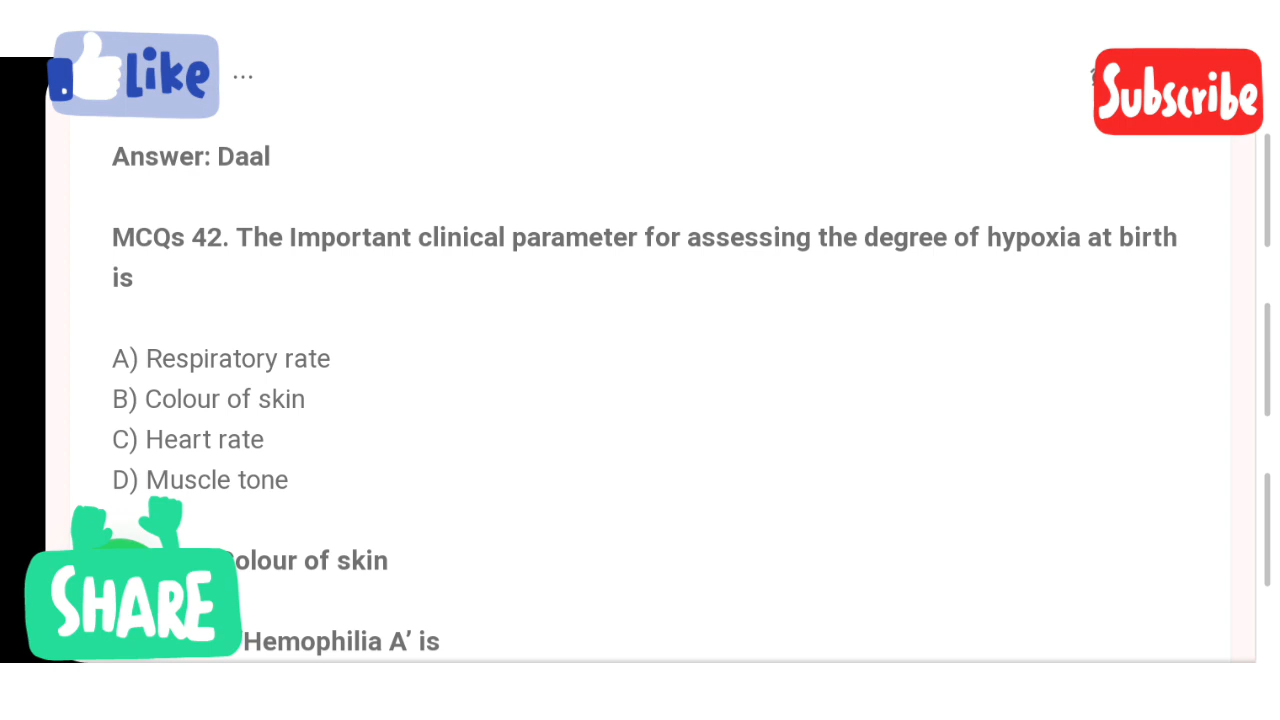 Like
...
Subscribe
Answer: Daal
MCQs 42. The Important clinical parameter for assessing the degree of hypoxia at birth
is
A) Respiratory rate
B) Colour of skin
C) Heart rate
D) Muscle tone
olour of skin
SHARE
Hemophilia A’ is